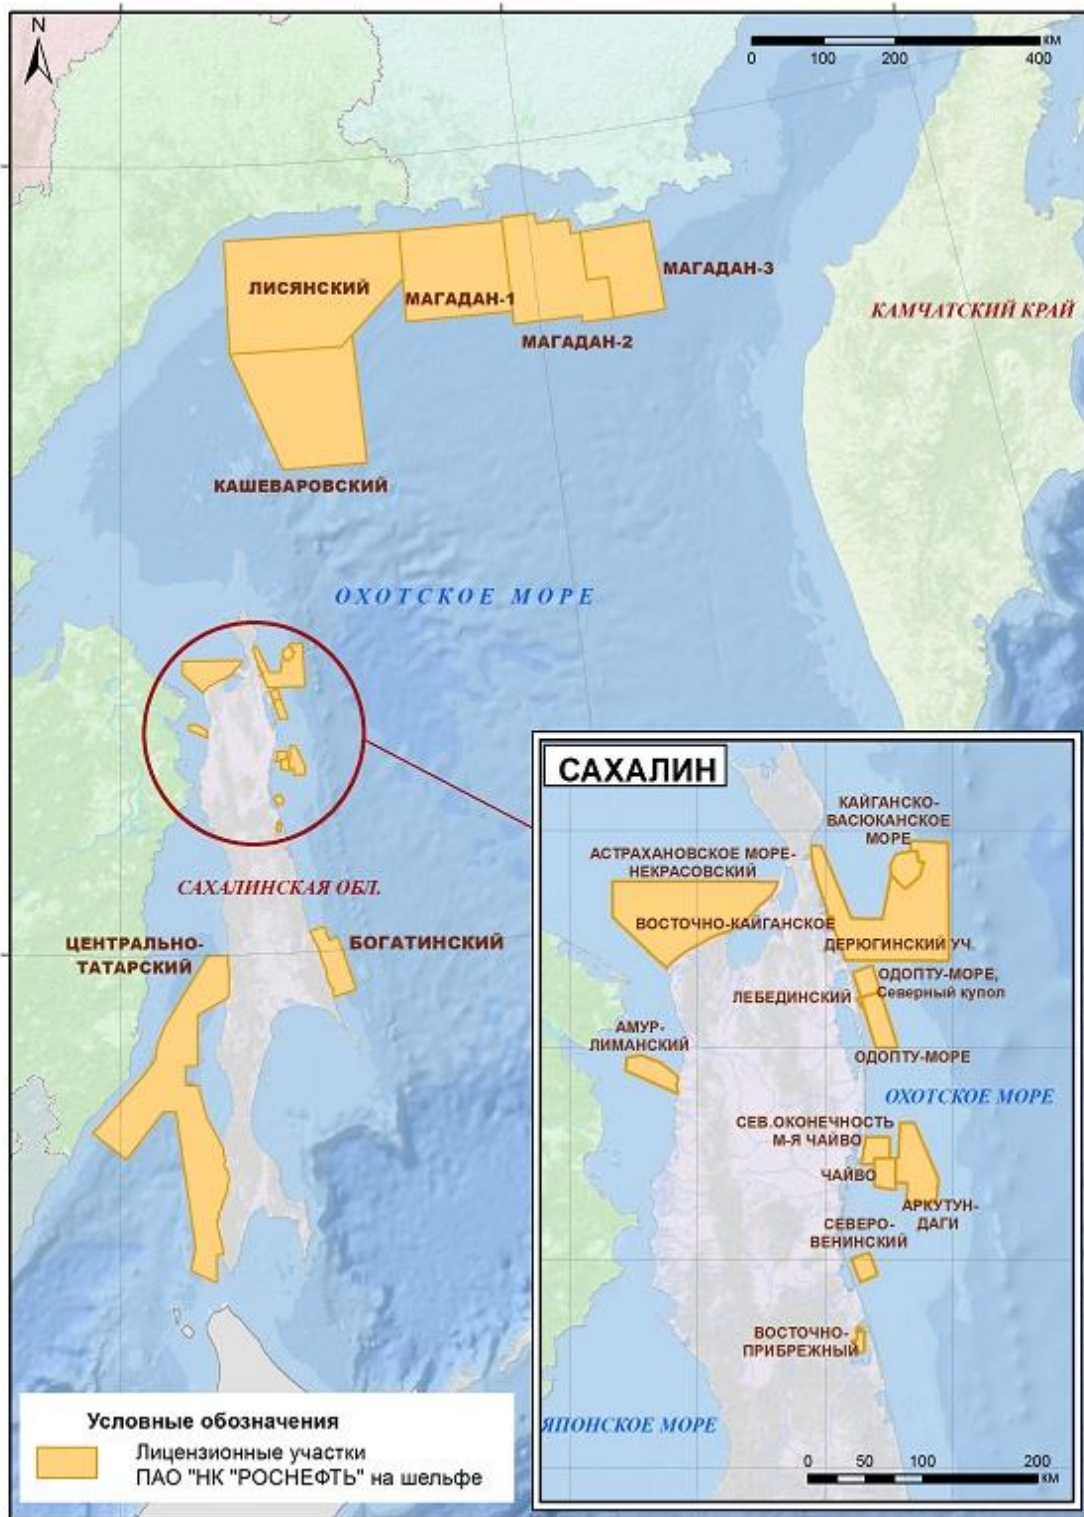 N
КМ
0 100 200 400
ЛИСЯНСКИЙ
МАГАДАН-1
МАГАДАН-2
МАГАДАН-3
КАМЧАТСКИЙ КРАЙ
КАШЕВАРОВСКИЙ
ОХОТСКОЕ МОРЕ
САХАЛИНСКАЯ ОБЛ.
ЦЕНТРАЛЬНО-
ТАТАРСКИЙ
БОГАТИНСКИЙ
САХАЛИН
КАЙГАНСКО-
ВАСЮКАНСКОЕ
МОРЕ
АСТРАХАНОВСКОЕ МОРЕ-
НЕКРАСОВСКИЙ
ВОСТОЧНО-КАЙГАНСКОЕ
ДЕРЮГИНСКИЙ УЧ.
ОДОПТУ-МОРЕ,
Северный купол
ЛЕБЕДИНСКИЙ
АМУР-
ЛИМАНСКИЙ
ОДОПТУ-МОРЕ
ОХОТСКОЕ МОРЕ
СЕВ.ОКОНЕЧНОСТЬ
М-Я ЧАЙВО
ЧАЙВО
АРКУТУН-
ДАГИ
СЕВЕРО-
ВЕНИНСКИЙ
ВОСТОЧНО-
ПРИБРЕЖНЫЙ
ЯПОНСКОЕ МОРЕ
0 50 100 200
КМ
Условные обозначения
Лицензионные участки
ПАО "НК "РОСНЕФТЬ" на шельфе